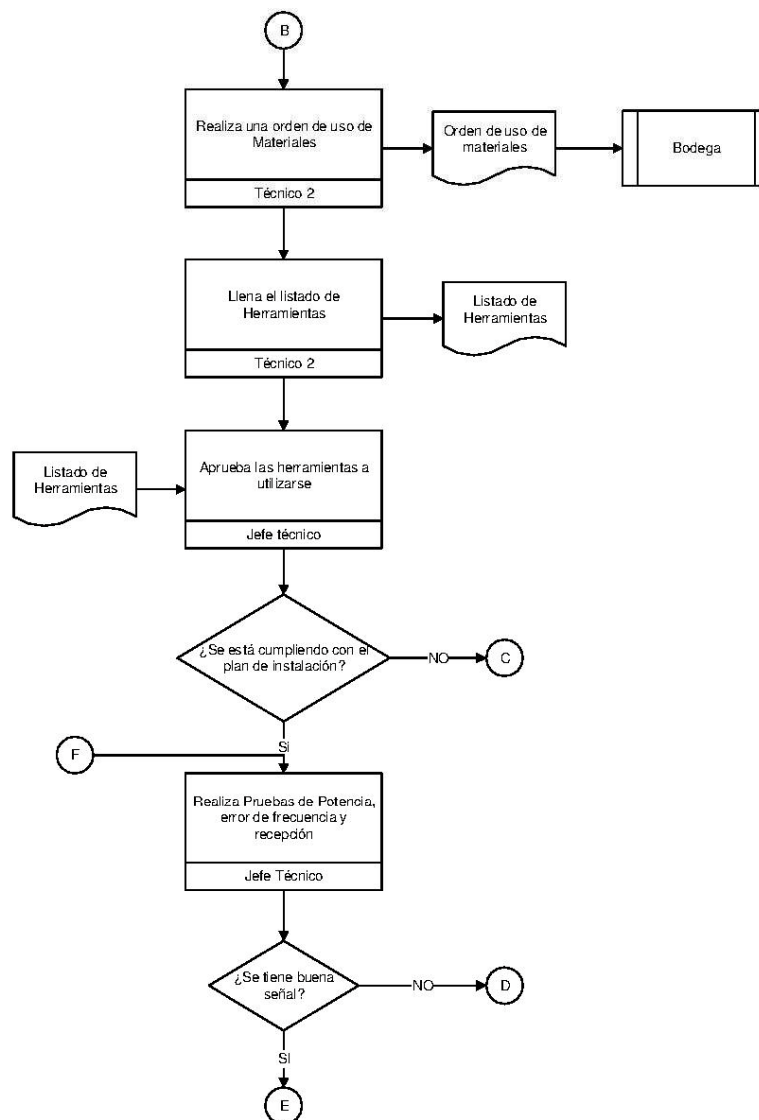 B
Realiza una orden de uso de
Materiales
Técnico 2
Orden de uso de
materiales
Bodega
Llena el listado de
Herramientas
Técnico 2
Listado de
Herramientas
Listado de
Herramientas
Aprueba las herramientas a
utilizarse
Jefe técnico
¿Se está cumpliendo con el
plan de instalación?
NO
C
Si
F
Realiza Pruebas de Potencia,
error de frecuencia y
recepción
Jefe Técnico
¿Se tiene buena
señal?
NO
D
SI
E